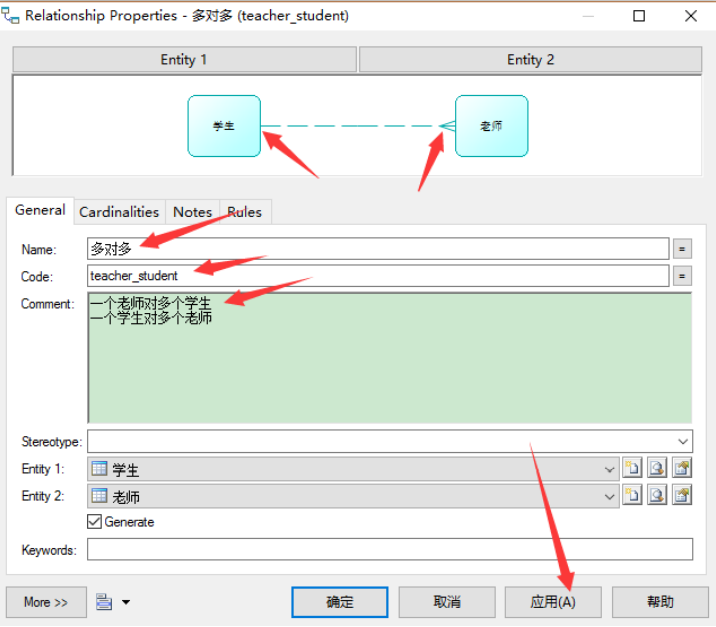 Relationship Properties - 多对多 (teacher_student)
Entity 1
Entity 2
学生
老师
General
Cardinalities
Notes
Rules
Name:
多对多
=
Code:
teacher_student
=
Comment:
一个老师对多个学生
一个学生对多个老师
Stereotype:
Entity 1:
学生
Entity 2:
老师
Generate
Keywords:
More >>
确定
取消
应用(A)
帮助